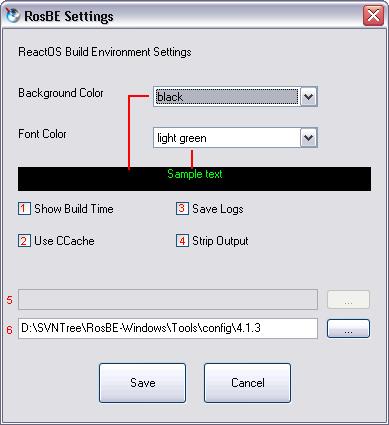 RosBE Settings
ReactOS Build Environment Settings
Background Color black
Font Color light green
Sample text
1 Show Build Time 3 Save Logs
2 Use CCache 4 Strip Output
5 ...
6 D:\SVNTree\RosBE-Windows\Tools\config\4.1.3 ...
Save Cancel